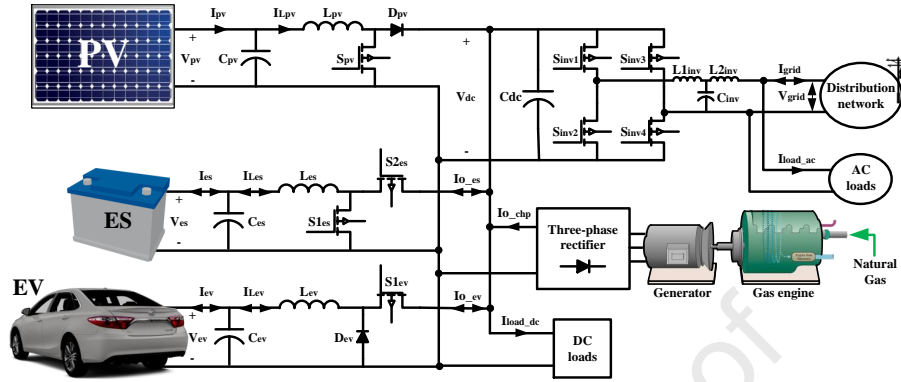 PV
Ipv
ILpv
Lpv
Dpv
+
Vpv
-
Cpv
Spv
+
Vdc
-
Cdc
Sinv1
Sinv3
Sinv2
Sinv4
L1inv
L2inv
Cinv
Igrid
Vgrid
Distribution
network
Iload_ac
AC
loads
ES
Ies
ILes
Les
S2es
+
Ves
-
Ces
S1es
Io_es
Io_chp
Three-phase
rectifier
Generator
Gas engine
Natural
Gas
EV
Iev
ILev
Lev
S1ev
+
Vev
-
Cev
Dev
Io_ev
Iload_dc
DC
loads
of